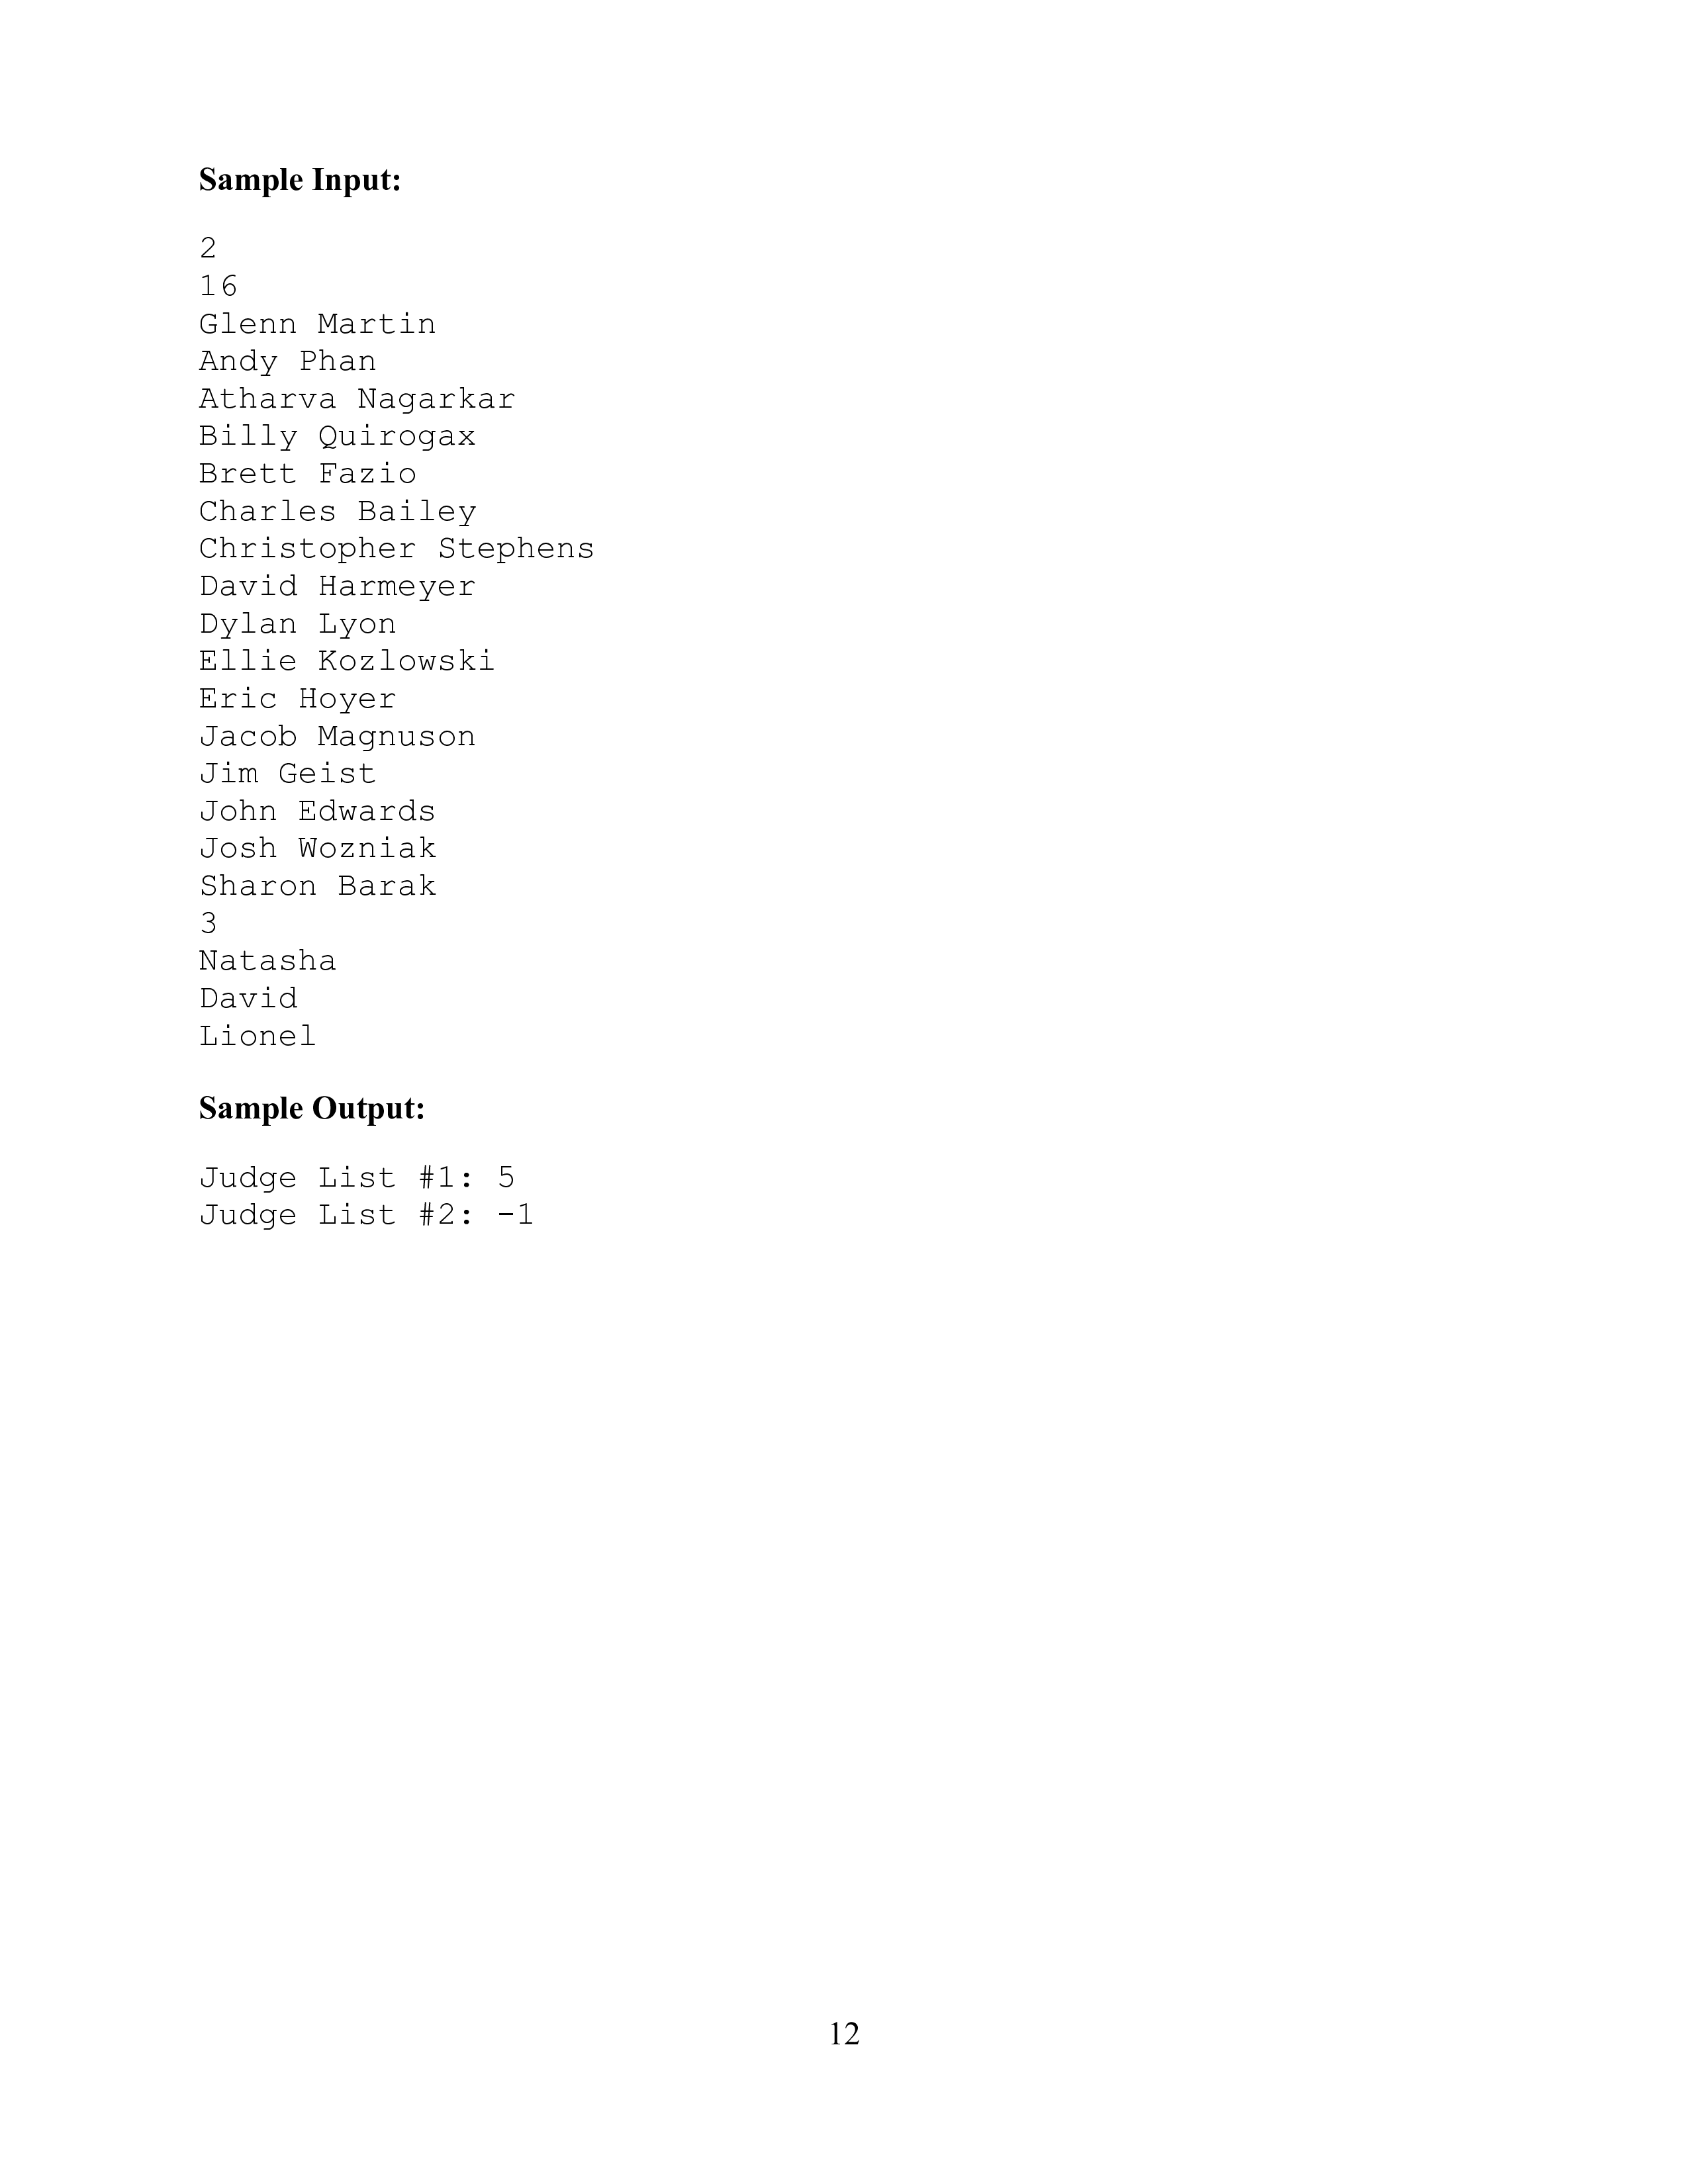 Sample Input:
2
16
Glenn Martin
Andy Phan
Atharva Nagarkar
Billy Quirogax
Brett Fazio
Charles Bailey
Christopher Stephens
David Harmeyer
Dylan Lyon
Ellie Kozlowski
Eric Hoyer
Jacob Magnuson
Jim Geist
John Edwards
Josh Wozniak
Sharon Barak
3
Natasha
David
Lionel
Sample Output:
Judge List #1: 5
Judge List #2: -1
12